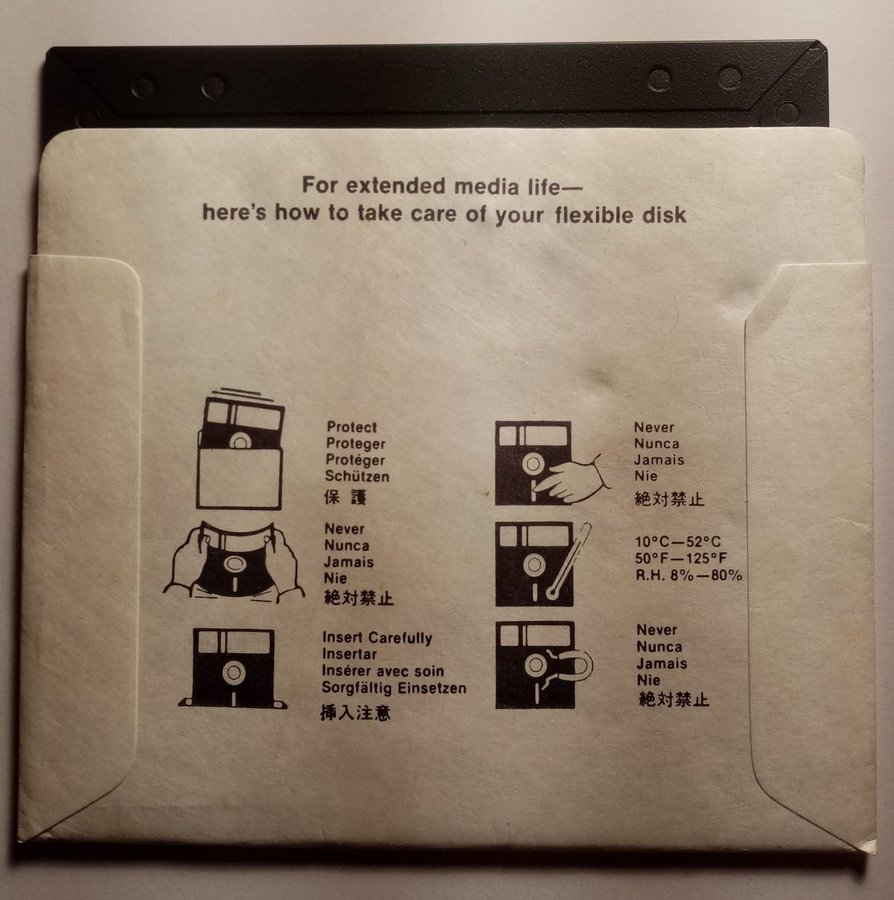 For extended media life—
here's how to take care of your flexible disk
Protect
Proteger
Protéger
Schützen
保 護
Never
Nunca
Jamais
Nie
絶対禁止
Insert Carefully
Insertar
Insérer avec soin
Sorgfältig Einsetzen
挿入注意
Never
Nunca
Jamais
Nie
絶対禁止
10°C—52°C
50°F—125°F
R.H. 8%—80%
Never
Nunca
Jamais
Nie
絶対禁止